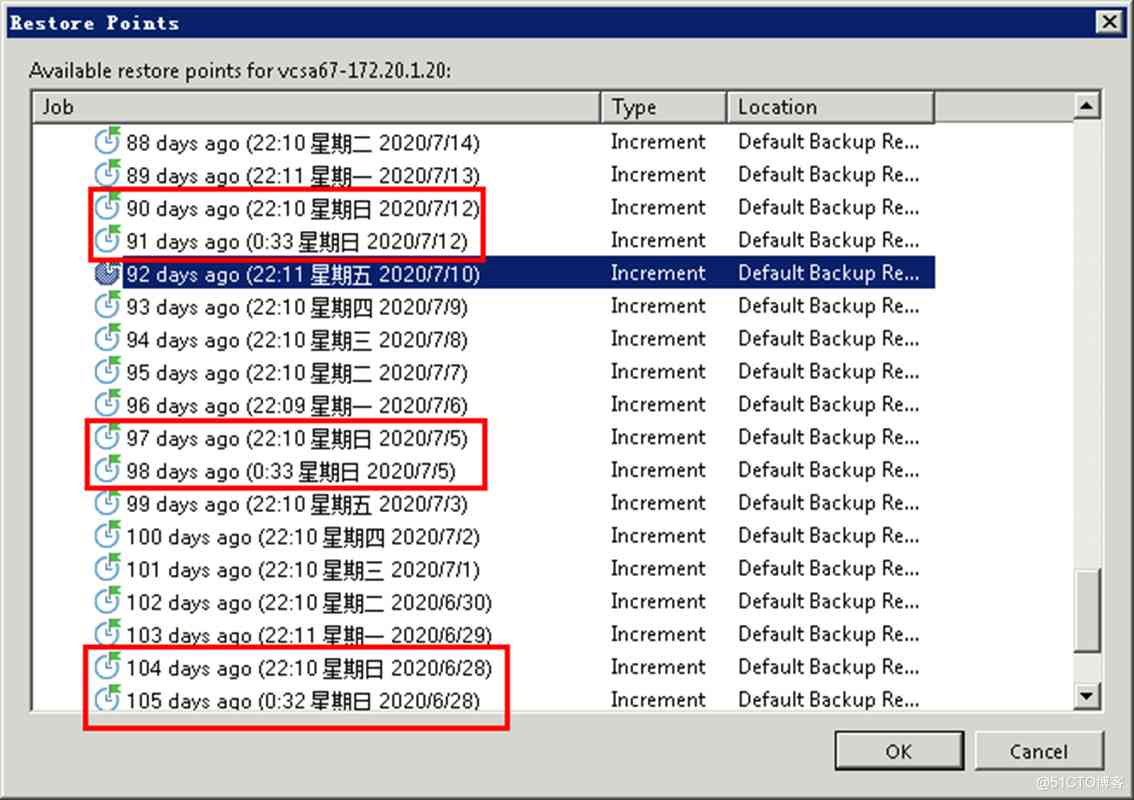 Restore Points
Available restore points for vcsa67-172.20.1.20:
Job Type Location
88 days ago (22:10 星期二 2020/7/14) Increment Default Backup Re...
89 days ago (22:11 星期一 2020/7/13) Increment Default Backup Re...
90 days ago (22:10 星期日 2020/7/12) Increment Default Backup Re...
91 days ago (0:33 星期日 2020/7/12) Increment Default Backup Re...
92 days ago (22:11 星期五 2020/7/10) Increment Default Backup Re...
93 days ago (22:10 星期四 2020/7/9) Increment Default Backup Re...
94 days ago (22:10 星期三 2020/7/8) Increment Default Backup Re...
95 days ago (22:10 星期二 2020/7/7) Increment Default Backup Re...
96 days ago (22:09 星期一 2020/7/6) Increment Default Backup Re...
97 days ago (22:10 星期日 2020/7/5) Increment Default Backup Re...
98 days ago (0:33 星期日 2020/7/5) Increment Default Backup Re...
99 days ago (22:10 星期五 2020/7/3) Increment Default Backup Re...
100 days ago (22:10 星期四 2020/7/2) Increment Default Backup Re...
101 days ago (22:10 星期三 2020/7/1) Increment Default Backup Re...
102 days ago (22:10 星期二 2020/6/30) Increment Default Backup Re...
103 days ago (22:11 星期一 2020/6/29) Increment Default Backup Re...
104 days ago (22:10 星期日 2020/6/28) Increment Default Backup Re...
105 days ago (0:32 星期日 2020/6/28) Increment Default Backup Re...
OK Cancel
@51CTO博客